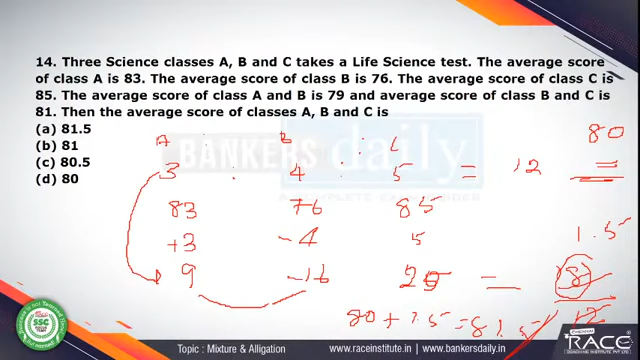 14. Three Science classes A, B and C takes a Life Science test. The average score
of class A is 83. The average score of class B is 76. The average score of class C is
85. The average score of class A and B is 79 and average score of class B and C is
81. Then the average score of classes A, B and C is
(a) 81.5
(b) 81
(c) 80.5
(d) 80
80
A : B : C
BANKERS daily
3 : 4 : 5 = 12
A COMPLETE
83 76 85
+3 -4 5 1.5
9 -16 25 = 18
12
80 + 1.5 = 81.5
SSC
RACE
Topic : Mixture & Alligation
www.raceinstitute.in | www.bankersdaily.in